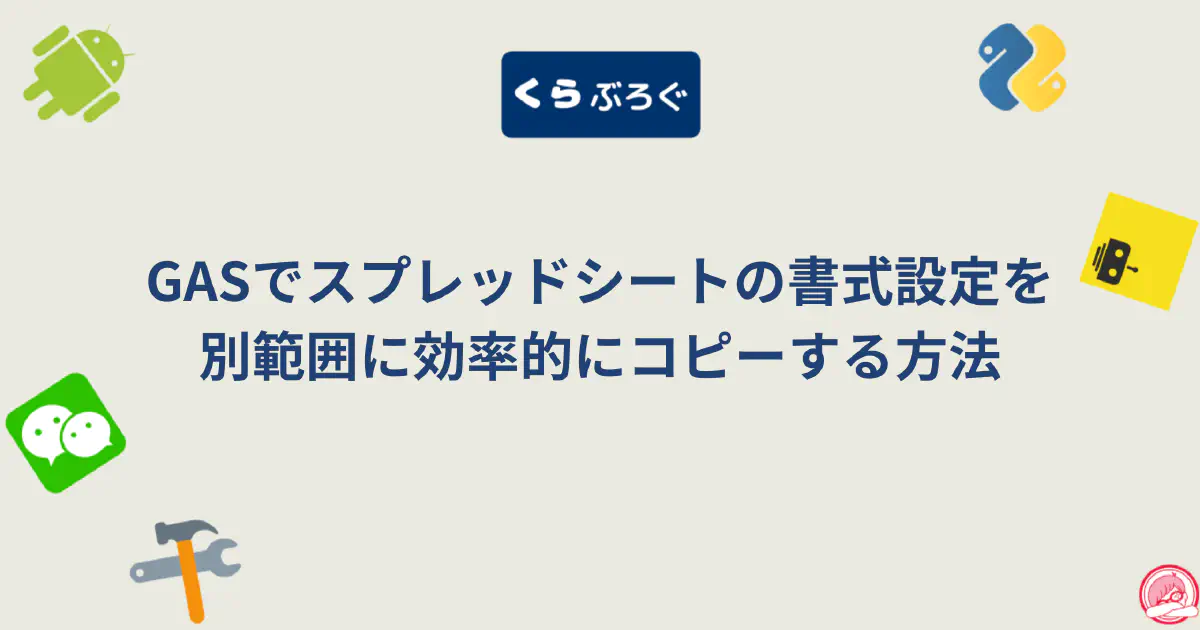 くらぶろぐ
GASでスプレッドシートの書式設定を
別範囲に効率的にコピーする方法